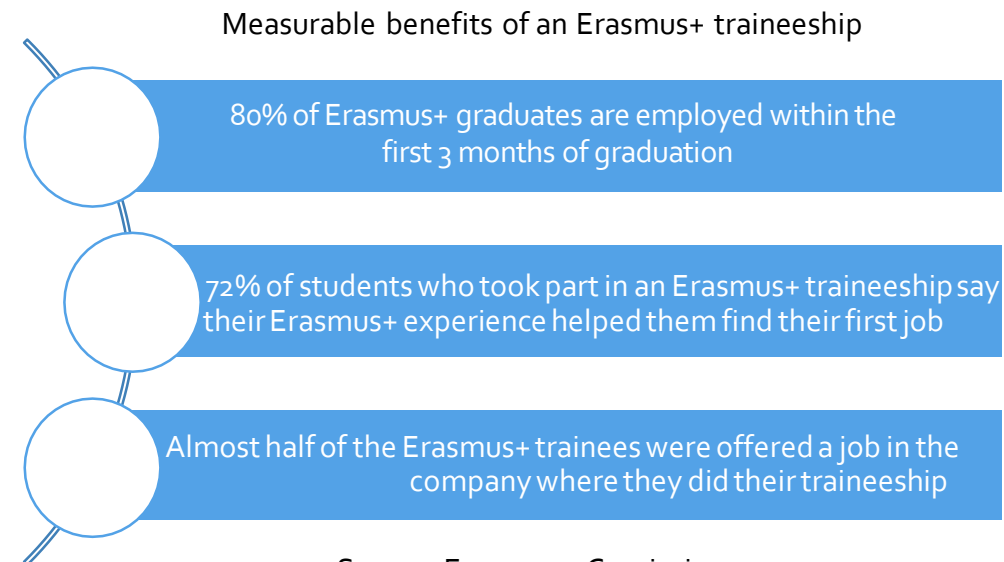 Measurable benefits of an Erasmus+ traineeship
80% of Erasmus+ graduates are employed within the
first 3 months of graduation
72% of students who took part in an Erasmus+ traineeship say
their Erasmus+ experience helped them find their first job
Almost half of the Erasmus+ trainees were offered a job in the
company where they did their traineeship